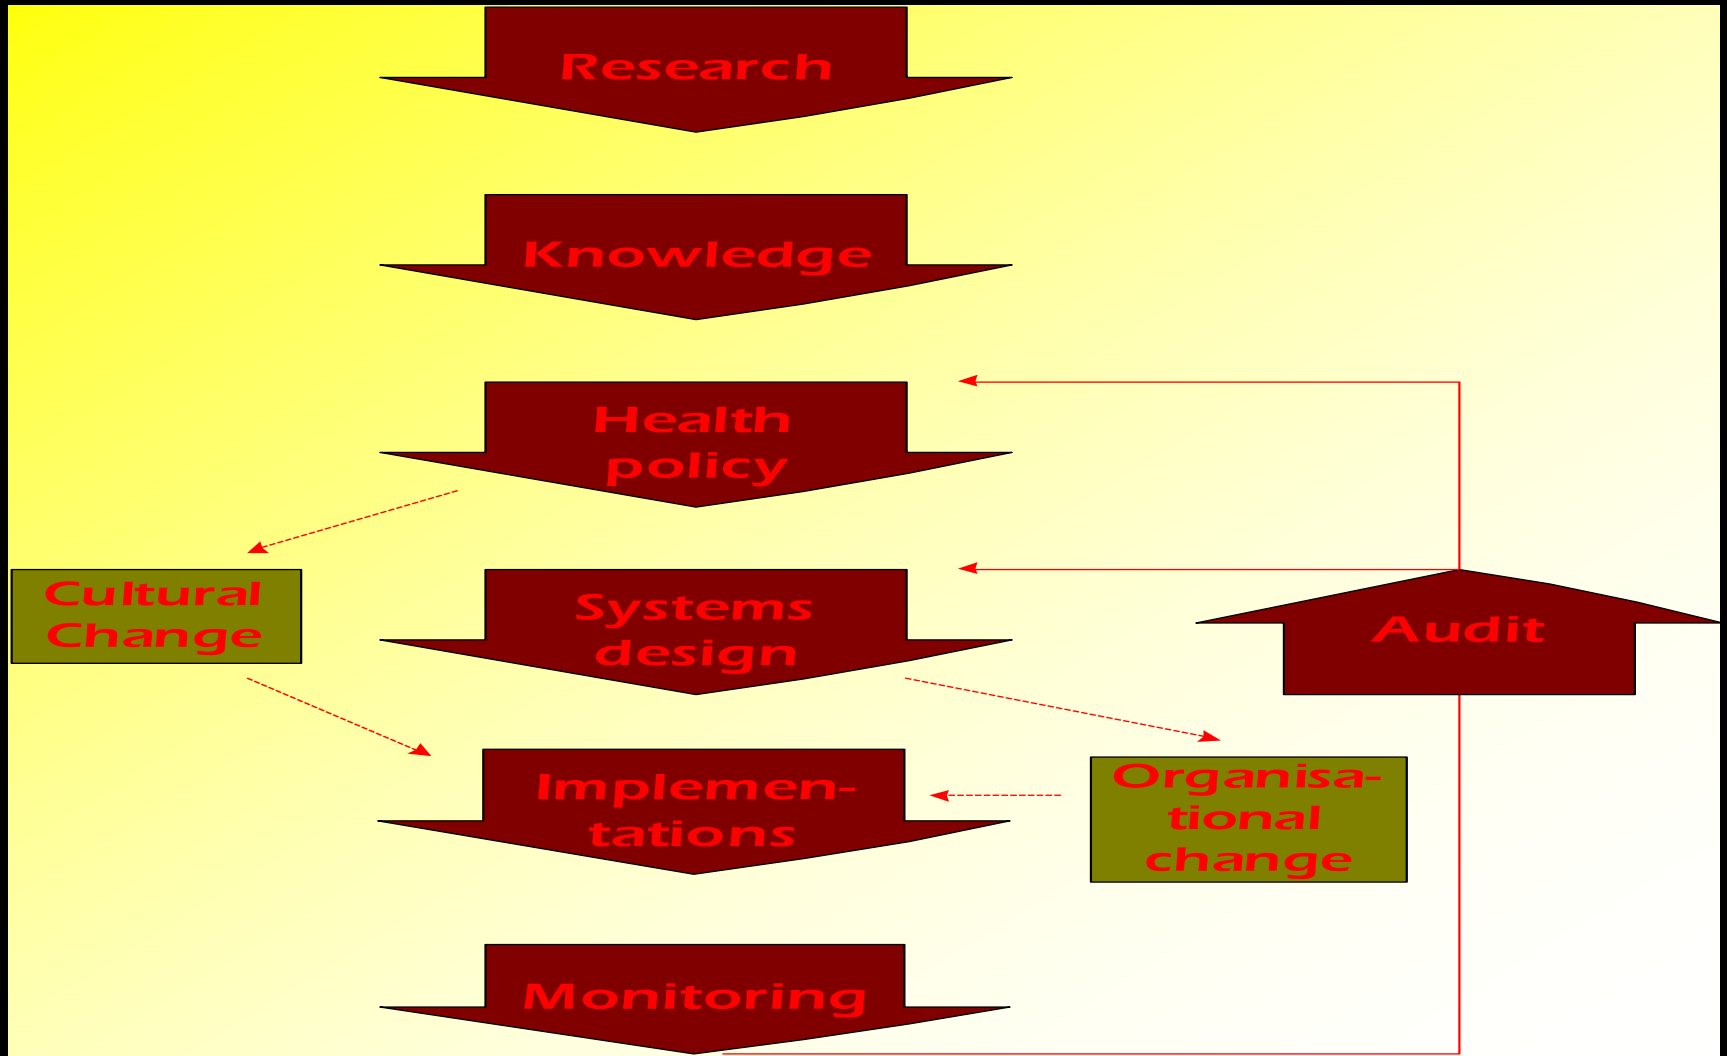 Research
Knowledge
Health
policy
Cultural
Change
Systems
design
Audit
Implemen-
tations
Organisa-
tional
change
Monitoring